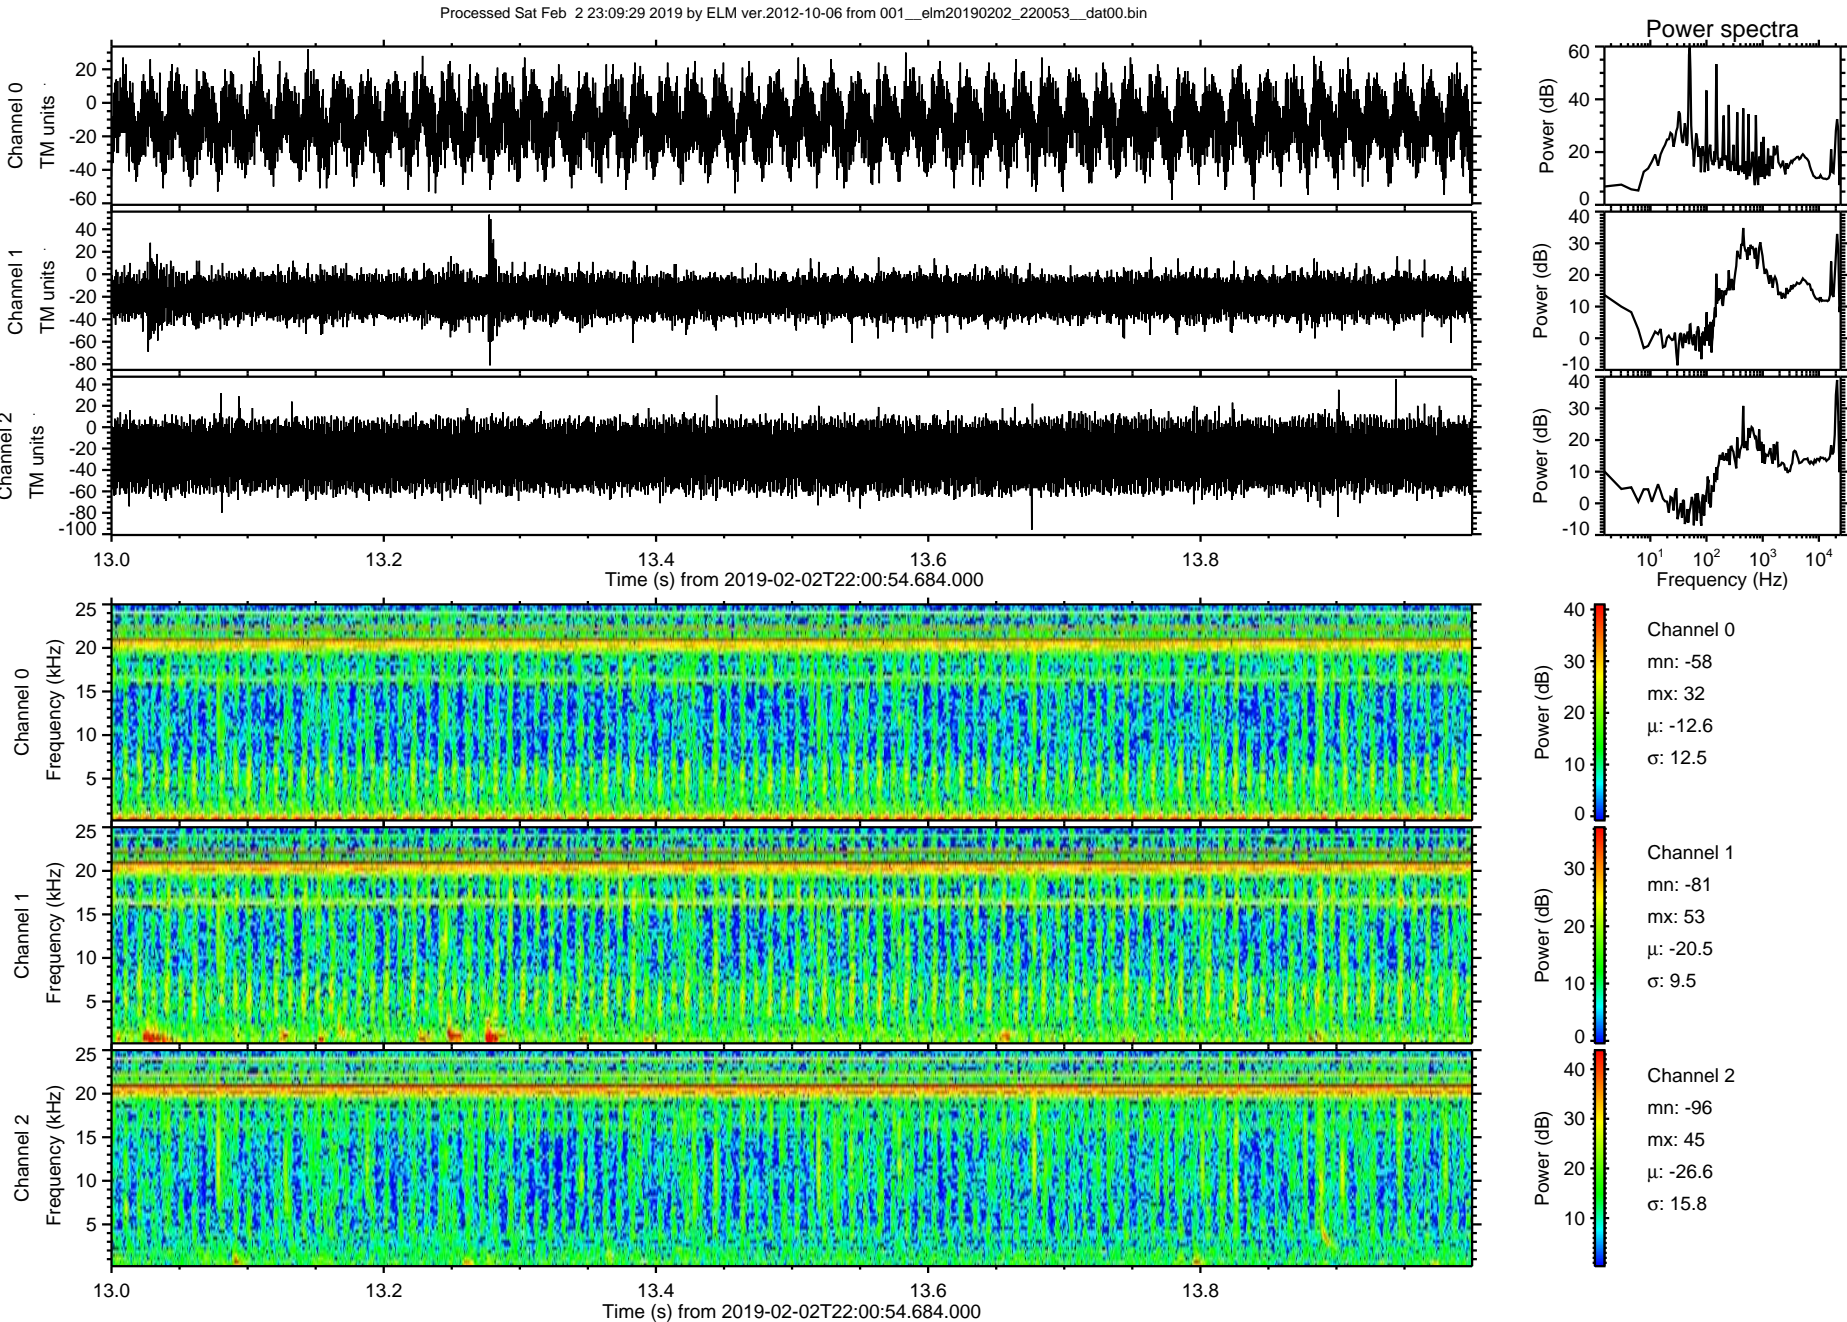 Processed Sat Feb  2 23:09:29 2019 by ELM ver.2012-10-06 from 001__elm20190202_220053__dat00.bin
Power spectra
Channel 0
TM units
20
0
-20
-40
-60
Power (dB)
60
40
20
0
Channel 1
TM units
40
20
0
-20
-40
-60
-80
Power (dB)
40
30
20
10
0
-10
Channel 2
TM units
40
20
0
-20
-40
-60
-80
-100
Power (dB)
40
30
20
10
0
-10
13.0
13.2
13.4
13.6
13.8
Time (s) from 2019-02-02T22:00:54.684.000
10¹
10²
10³
10⁴
Frequency (Hz)
Channel 0
Frequency (kHz)
25
20
15
10
5
Power (dB)
40
30
20
10
0
Channel 0
mn: -58
mx: 32
µ: -12.6
σ: 12.5
Channel 1
Frequency (kHz)
25
20
15
10
5
Power (dB)
30
20
10
0
Channel 1
mn: -81
mx: 53
µ: -20.5
σ: 9.5
Channel 2
Frequency (kHz)
25
20
15
10
5
Power (dB)
40
30
20
10
Channel 2
mn: -96
mx: 45
µ: -26.6
σ: 15.8
13.0
13.2
13.4
13.6
13.8
Time (s) from 2019-02-02T22:00:54.684.000